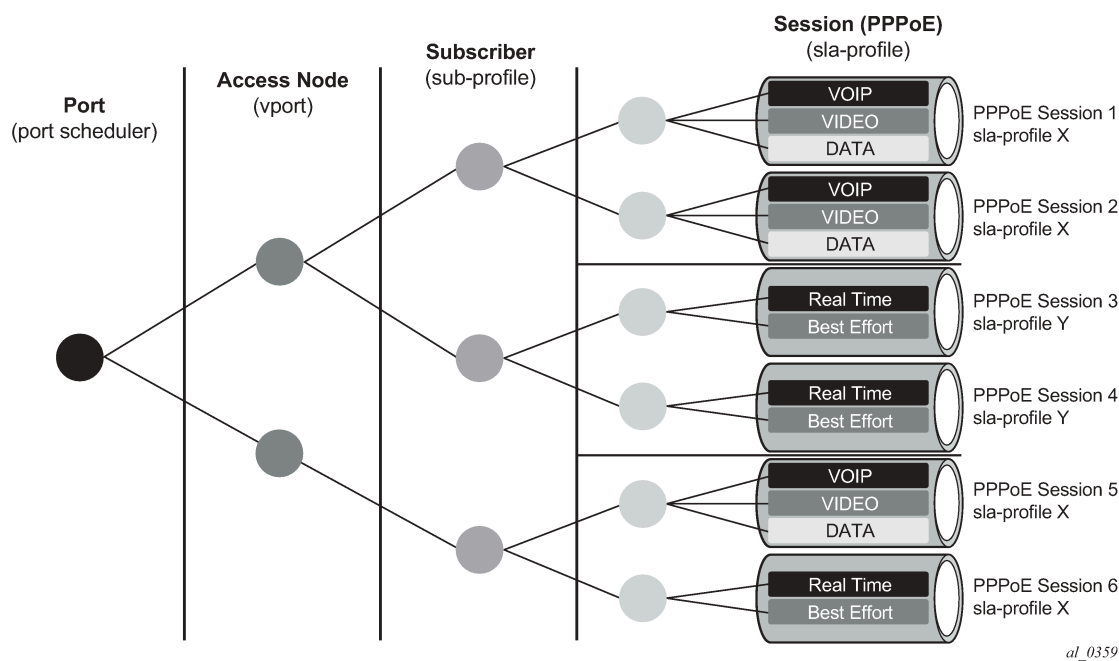 Port
(port scheduler)
Access Node
(vport)
Subscriber
(sub-profile)
Session (PPPoE)
(sla-profile)
VOIP
VIDEO
DATA
PPPoE Session 1
sla-profile X
VOIP
VIDEO
DATA
PPPoE Session 2
sla-profile X
Real Time
Best Effort
PPPoE Session 3
sla-profile Y
Real Time
Best Effort
PPPoE Session 4
sla-profile Y
VOIP
VIDEO
DATA
PPPoE Session 5
sla-profile X
Real Time
Best Effort
PPPoE Session 6
sla-profile X
al_0359